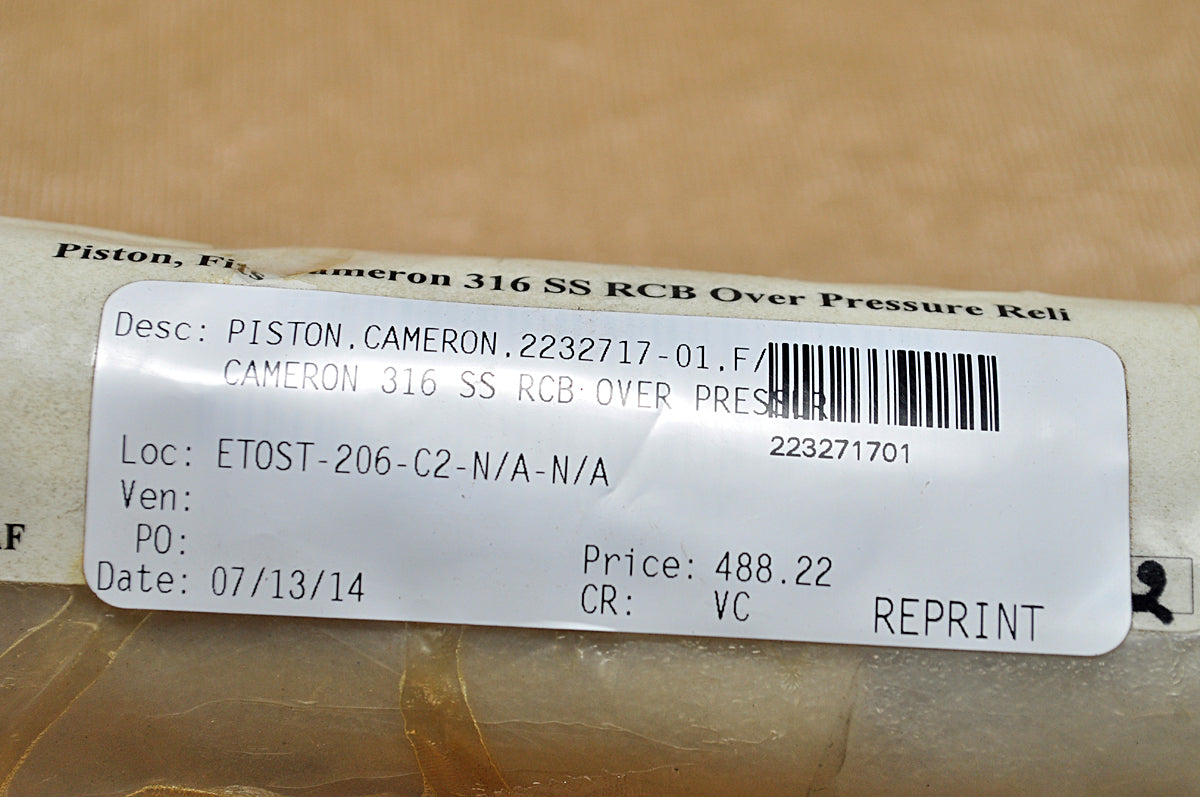 Piston, Fits Cameron 316 SS RCB Over Pressure Reli
Desc: PISTON,CAMERON,2232717-01,F/
CAMERON 316 SS RCB OVER PRESSUR
223271701
Loc: ETOST-206-C2-N/A-N/A
Ven:
PO:
Price: 488.22
Date: 07/13/14
CR: VC
REPRINT